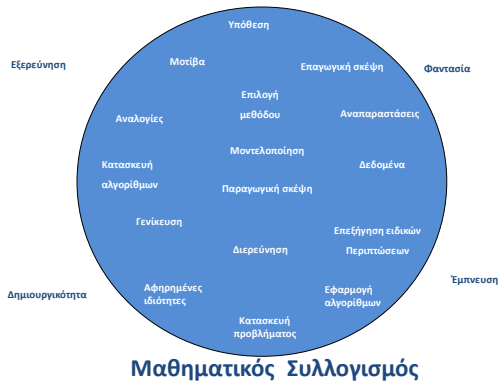 Υπόθεση
Εξερεύνηση
Μοτίβα
Επαγωγική σκέψη
Φαντασία
Επιλογή
μεθόδου
Αναλογίες
Αναπαραστάσεις
Μοντελοποίηση
Κατασκευή
αλγορίθμων
Δεδομένα
Παραγωγική σκέψη
Γενίκευση
Διερεύνηση
Επεξήγηση ειδικών
Περιπτώσεων
Έμπνευση
Δημιουργικότητα
Αφηρημένες
ιδιότητες
Εφαρμογή
αλγορίθμων
Κατασκευή
προβλήματος
Μαθηματικός Συλλογισμός